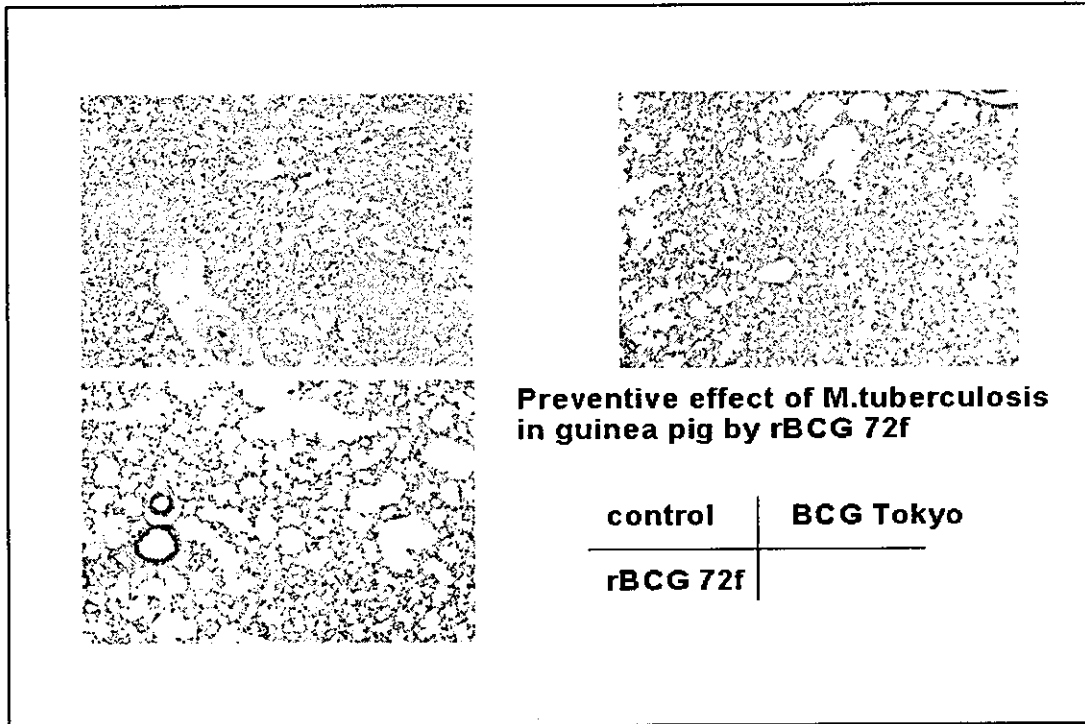 Preventive effect of M.tuberculosis
in guinea pig by rBCG 72f
control BCG Tokyo
rBCG 72f